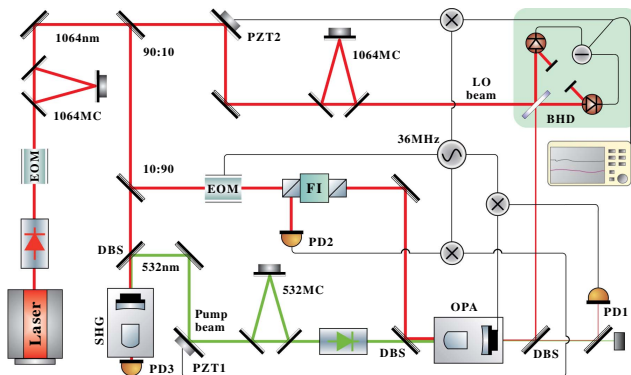 1064nm
90:10
PZT2
1064MC
1064MC
LO
beam
BHD
EOM
36MHz
10:90
EOM
FI
PD2
DBS
532nm
532MC
OPA
PD1
Laser
SHG
Pump
beam
DBS
DBS
PD3
PZT1